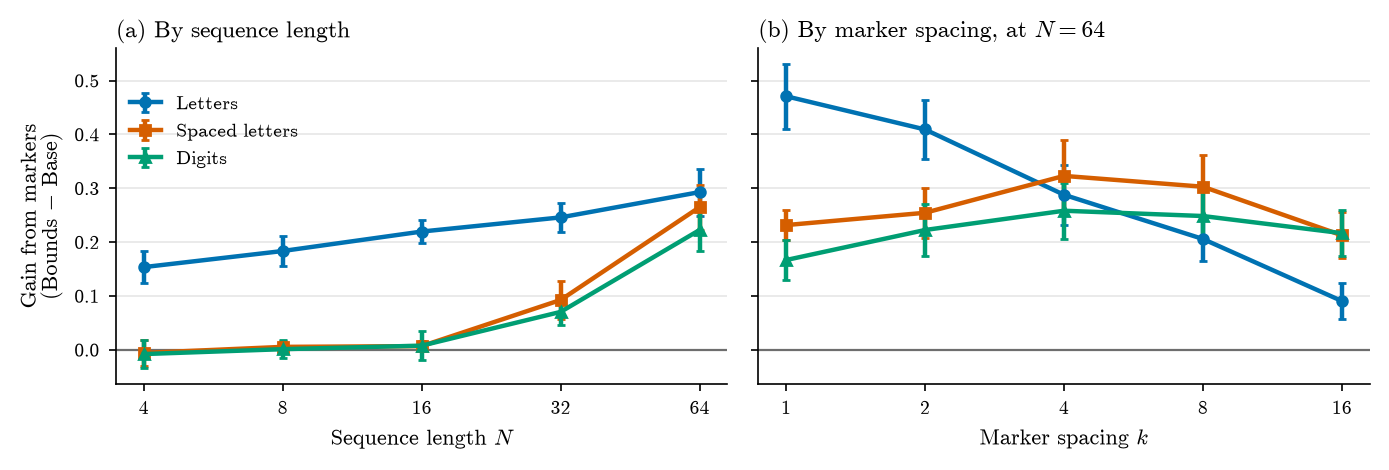 (a) By sequence length
0.5
0.4
0.3
0.2
0.1
0.0
Gain from markers
(Bounds − Base)
Letters
Spaced letters
Digits
4 8 16 32 64
Sequence length N
(b) By marker spacing, at N = 64
1 2 4 8 16
Marker spacing k